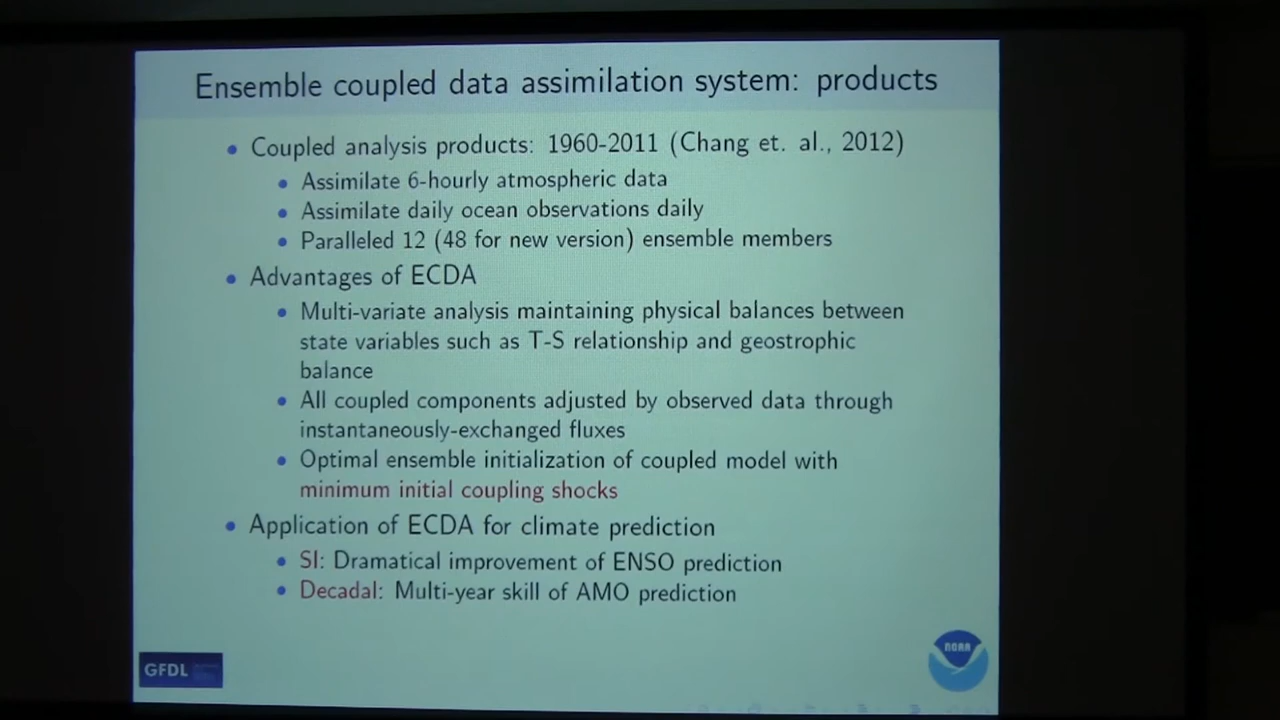 Ensemble coupled data assimilation system: products
• Coupled analysis products: 1960-2011 (Chang et. al., 2012)
• Assimilate 6-hourly atmospheric data
• Assimilate daily ocean observations daily
• Paralleled 12 (48 for new version) ensemble members
• Advantages of ECDA
• Multi-variate analysis maintaining physical balances between
state variables such as T-S relationship and geostrophic
balance
• All coupled components adjusted by observed data through
instantaneously-exchanged fluxes
• Optimal ensemble initialization of coupled model with
minimum initial coupling shocks
• Application of ECDA for climate prediction
• SI: Dramatical improvement of ENSO prediction
• Decadal: Multi-year skill of AMO prediction
GFDL
NOAA